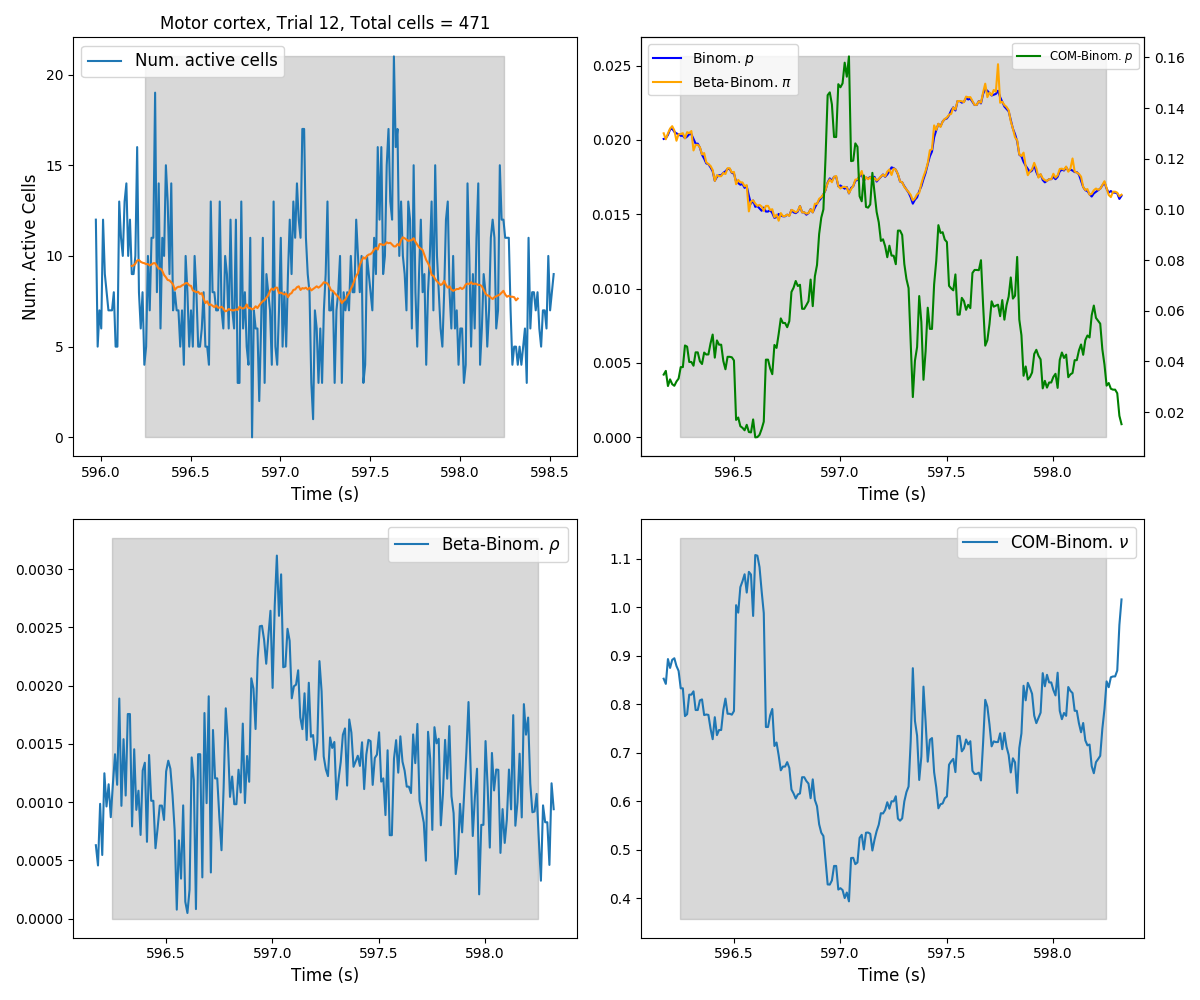 Motor cortex, Trial 12, Total cells = 471
Num. active cells
Num. Active Cells
20
15
10
5
0
596.0 596.5 597.0 597.5 598.0 598.5
Time (s)
Binom. p
Beta-Binom. π
COM-Binom. p
0.025
0.020
0.015
0.010
0.005
0.000
0.16
0.14
0.12
0.10
0.08
0.06
0.04
0.02
596.5 597.0 597.5 598.0
Time (s)
Beta-Binom. ρ
0.0030
0.0025
0.0020
0.0015
0.0010
0.0005
0.0000
596.5 597.0 597.5 598.0
Time (s)
COM-Binom. ν
1.1
1.0
0.9
0.8
0.7
0.6
0.5
0.4
596.5 597.0 597.5 598.0
Time (s)